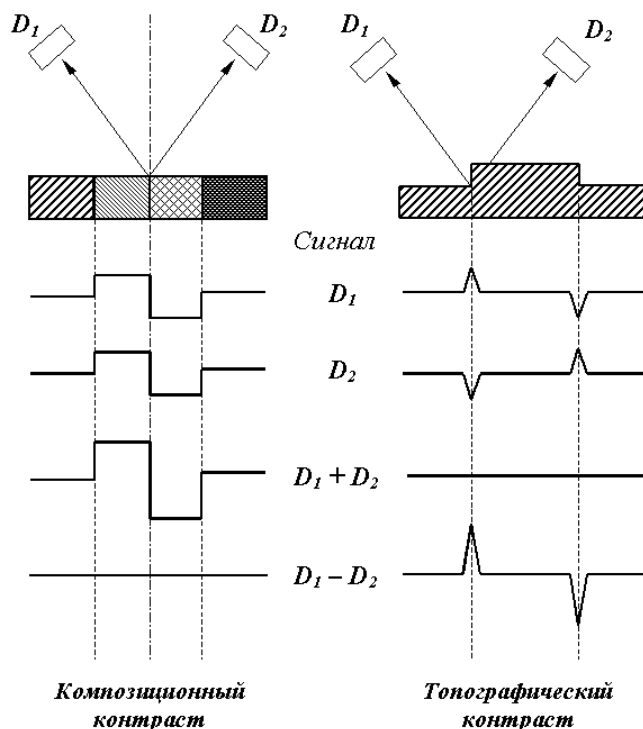 D₁ D₂ D₁ D₂
Сигнал
D₁
D₂
D₁ + D₂
D₁ – D₂
Композиционный
контраст
Топографический
контраст